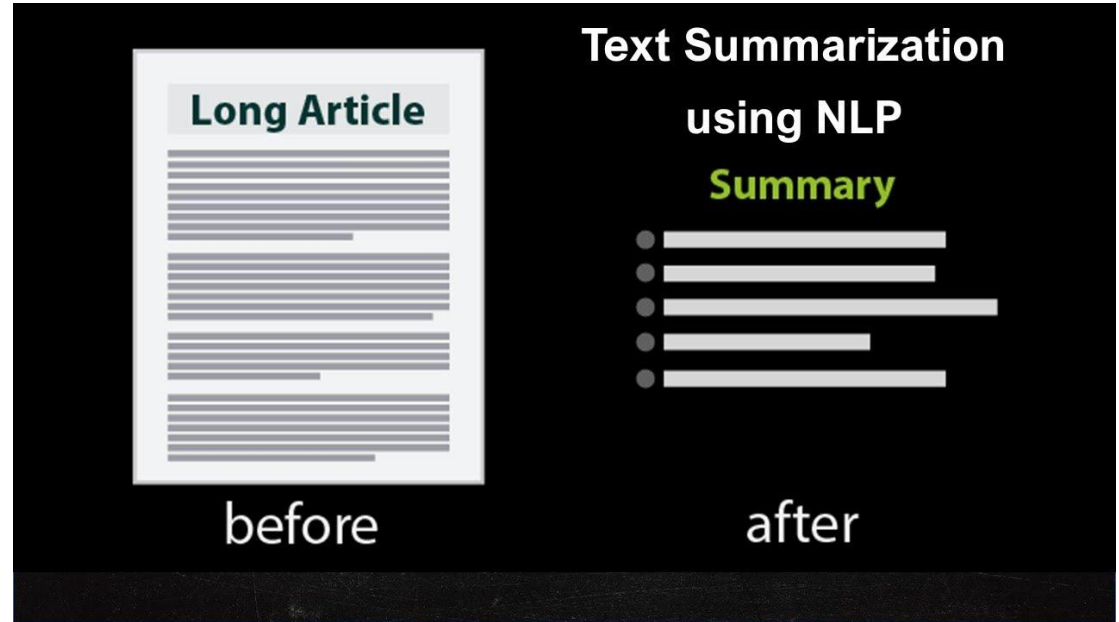 Long Article
before
Text Summarization
using NLP
Summary
after